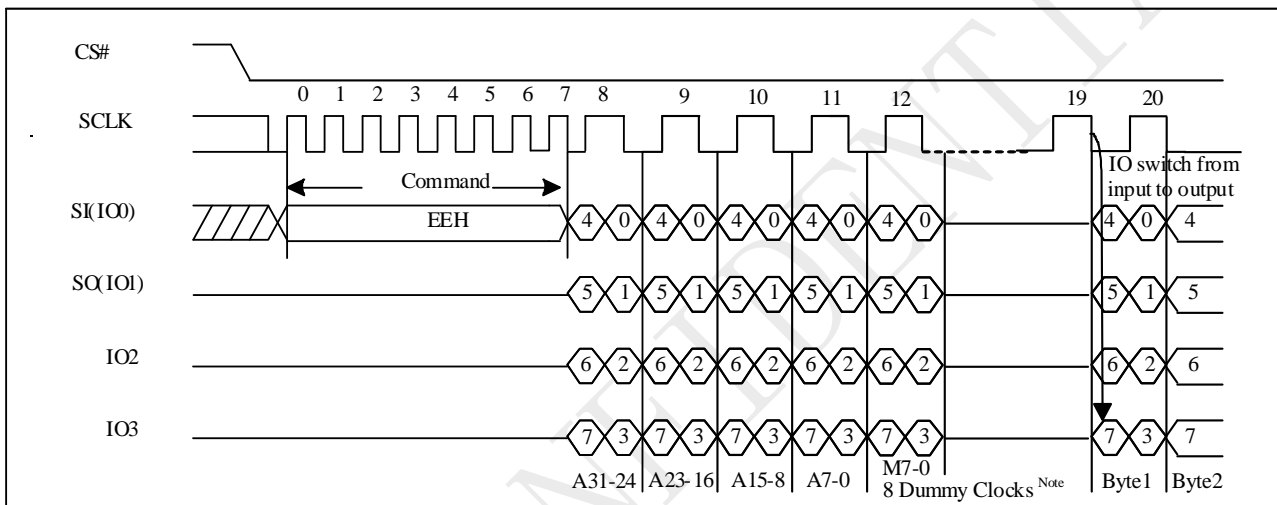 CS#
0 1 2 3 4 5 6 7 8 9 10 11 12 19 20
SCLK
IO switch from
input to output
Command
SI(IO0) EEH 4 0 4 0 4 0 4 0 4 0 4 0 4
SO(IO1) 5 1 5 1 5 1 5 1 5 1 5 1 5
IO2 6 2 6 2 6 2 6 2 6 2 6 2 6
IO3 7 3 7 3 7 3 7 3 7 3 7 3 7
A31-24 A23-16 A15-8 A7-0 M7-0 Byte1 Byte2
8 Dummy Clocks Note